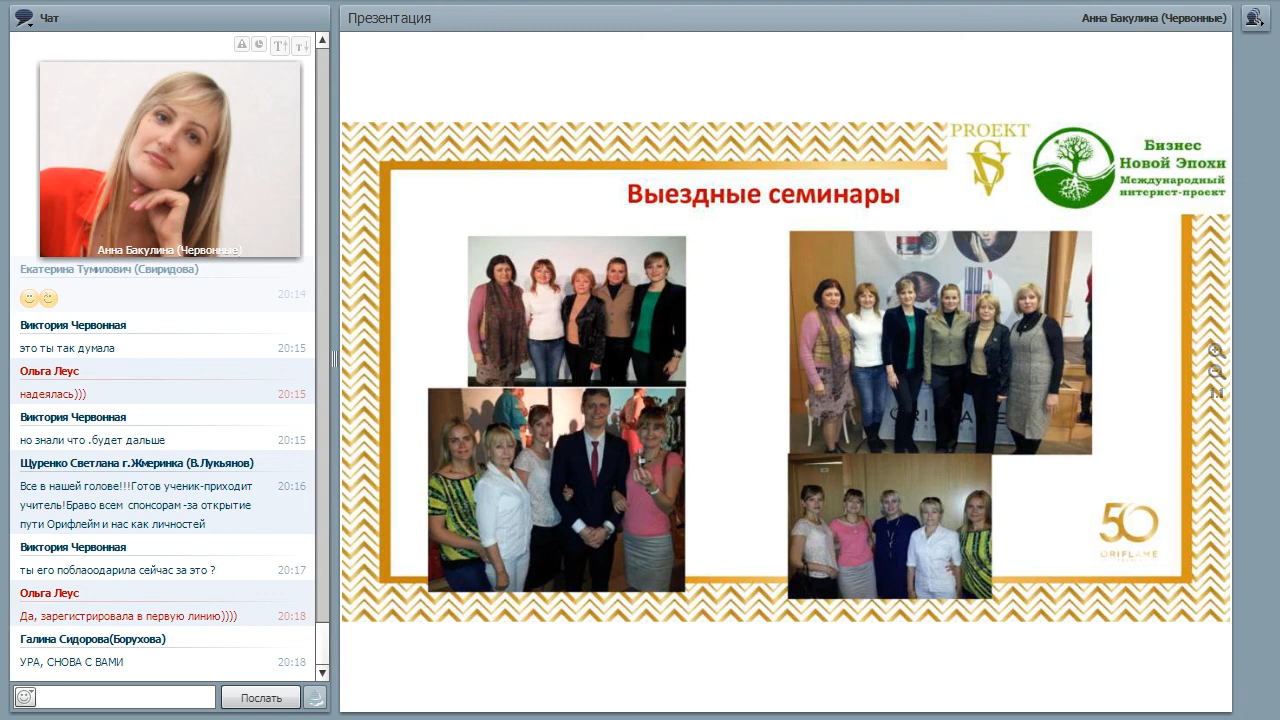 Чат
Анна Бакулина (Червонные)
Екатерина Тумилович (Свиридова)
20:14
Виктория Червонная
это ты так думала 20:15
Ольга Леус
надеялась))) 20:15
Виктория Червонная
но знали что .будет дальше 20:15
Щуренко Светлана г.Жмеринка (В.Лукьянов)
Все в нашей голове!!!Готов ученик-приходит 20:16
учитель!Браво всем спонсорам -за открытие
пути Орифлейм и нас как личностей
Виктория Червонная
ты его поблаоодарила сейчас за это ? 20:17
Ольга Леус
Да, зарегистрировала в первую линию)))) 20:18
Галина Сидорова(Борухова)
УРА, СНОВА С ВАМИ 20:18
Послать
Презентация
Анна Бакулина (Червонные)
PROEKT
SV
Бизнес
Новой Эпохи
Международный
интернет-проект
Выездные семинары
ORIFLAME
50
ORIFLAME
1:1